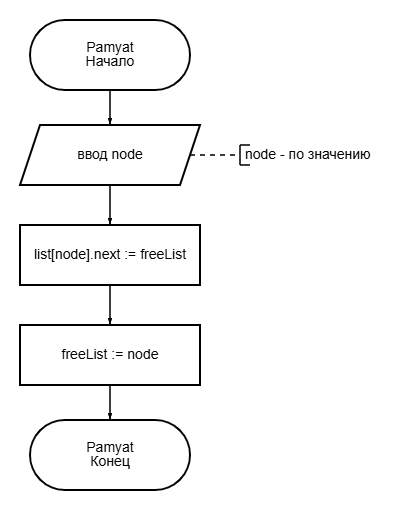 Pamyat
Начало
ввод node
node - по значению
list[node].next := freeList
freeList := node
Pamyat
Конец